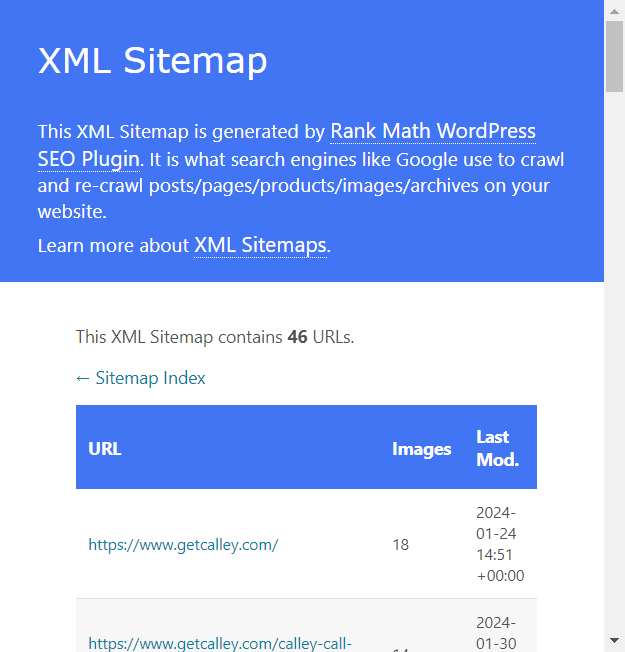 XML Sitemap
This XML Sitemap is generated by Rank Math WordPress
SEO Plugin. It is what search engines like Google use to crawl
and re-crawl posts/pages/products/images/archives on your
website.
Learn more about XML Sitemaps.
This XML Sitemap contains 46 URLs.
← Sitemap Index
URL Images Last
Mod.
https://www.getcalley.com/ 18 2024-
01-24
14:51
+00:00
https://www.getcalley.com/calley-call- 14 2024-
01-30